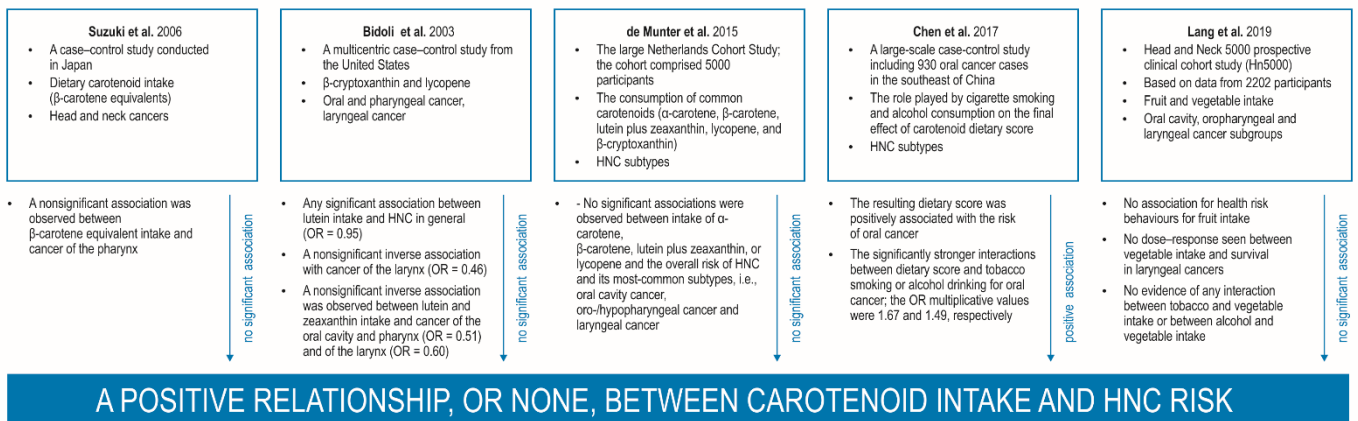 Suzuki et al. 2006
• A case–control study conducted
in Japan
• Dietary carotenoid intake
(β-carotene equivalents)
• Head and neck cancers
• A nonsignificant association was
observed between
β-carotene equivalent intake and
cancer of the pharynx
no significant association
Bidoli et al. 2003
• A multicentric case–control study from
the United States
• β-cryptoxanthin and lycopene
• Oral and pharyngeal cancer,
laryngeal cancer
• Any significant association between
lutein intake and HNC in general
(OR = 0.95)
• A nonsignificant inverse association
with cancer of the larynx (OR = 0.46)
• A nonsignificant inverse association
was observed between lutein and
zeaxanthin intake and cancer of the
oral cavity and pharynx (OR = 0.51)
and of the larynx (OR = 0.60)
no significant association
de Munter et al. 2015
• The large Netherlands Cohort Study;
the cohort comprised 5000
participants
• The consumption of common
carotenoids (α-carotene, β-carotene,
lutein plus zeaxanthin, lycopene, and
β-cryptoxanthin)
• HNC subtypes
• - No significant associations were
observed between intake of α-
carotene,
β-carotene, lutein plus zeaxanthin, or
lycopene and the overall risk of HNC
and its most-common subtypes, i.e.,
oral cavity cancer,
oro-/hypopharyngeal cancer and
laryngeal cancer
no significant association
Chen et al. 2017
• A large-scale case-control study
including 930 oral cancer cases
in the southeast of China
• The role played by cigarette smoking
and alcohol consumption on the final
effect of carotenoid dietary score
• HNC subtypes
• The resulting dietary score was
positively associated with the risk
of oral cancer
• The significantly stronger interactions
between dietary score and tobacco
smoking or alcohol drinking for oral
cancer; the OR multiplicative values
were 1.67 and 1.49, respectively
positive association
Lang et al. 2019
• Head and Neck 5000 prospective
clinical cohort study (Hn5000)
• Based on data from 2202 participants
• Fruit and vegetable intake
• Oral cavity, oropharyngeal and
laryngeal cancer subgroups
• No association for health risk
behaviours for fruit intake
• No dose–response seen between
vegetable intake and survival
in laryngeal cancers
• No evidence of any interaction
between tobacco and vegetable
intake or between alcohol and
vegetable intake
no significant association
A POSITIVE RELATIONSHIP, OR NONE, BETWEEN CAROTENOID INTAKE AND HNC RISK